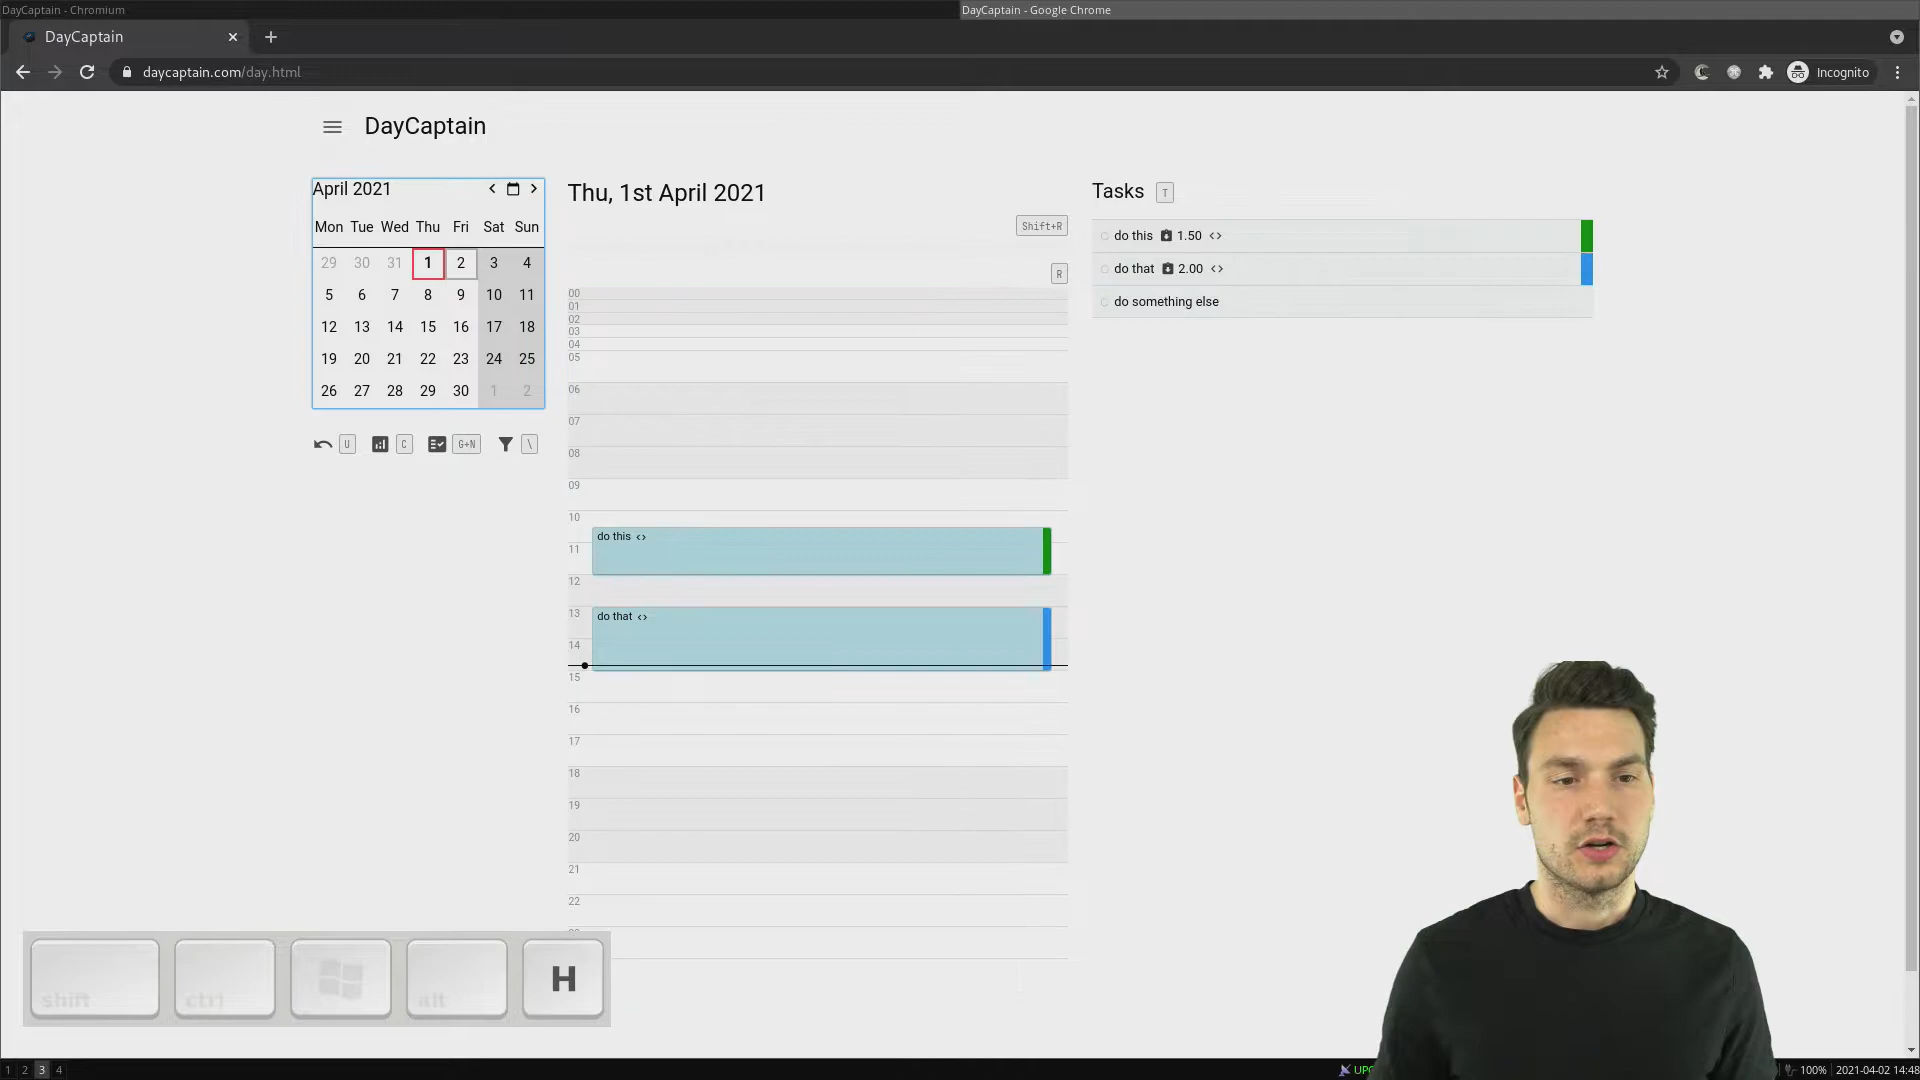 DayCaptain - Chromium
DayCaptain - Google Chrome
DayCaptain
daycaptain.com/day.html
Incognito
DayCaptain
April 2021
Mon Tue Wed Thu Fri Sat Sun
29 30 31 1 2 3 4
5 6 7 8 9 10 11
12 13 14 15 16 17 18
19 20 21 22 23 24 25
26 27 28 29 30 1 2
U C G+N \
Thu, 1st April 2021
Shift+R
R
00
01
02
03
04
05
06
07
08
09
10
do this <>
11
12
13
do that <>
14
15
16
17
18
19
20
21
22
Tasks T
do this 1.50 <>
do that 2.00 <>
do something else
shift ctrl alt H
1 2 3 4
100% 2021-04-02 14:48